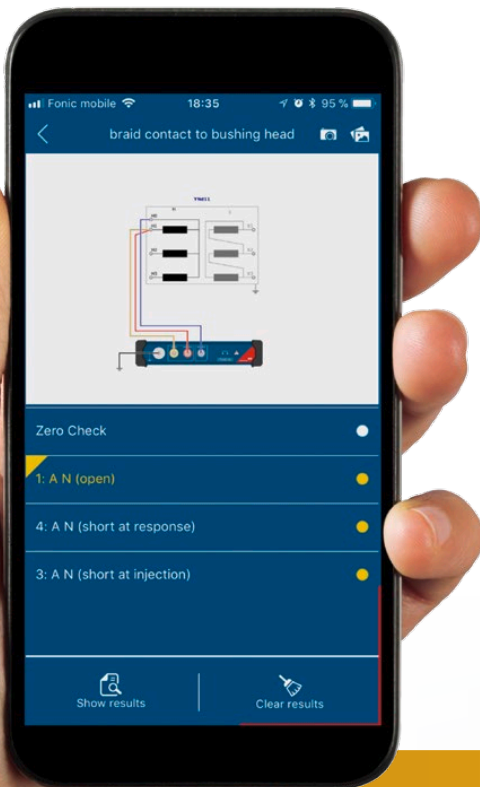 Fonic mobile 18:35 95 %
braid contact to bushing head
YNd11
Zero Check
1: A N (open)
4: A N (short at response)
3: A N (short at injection)
Show results
Clear results